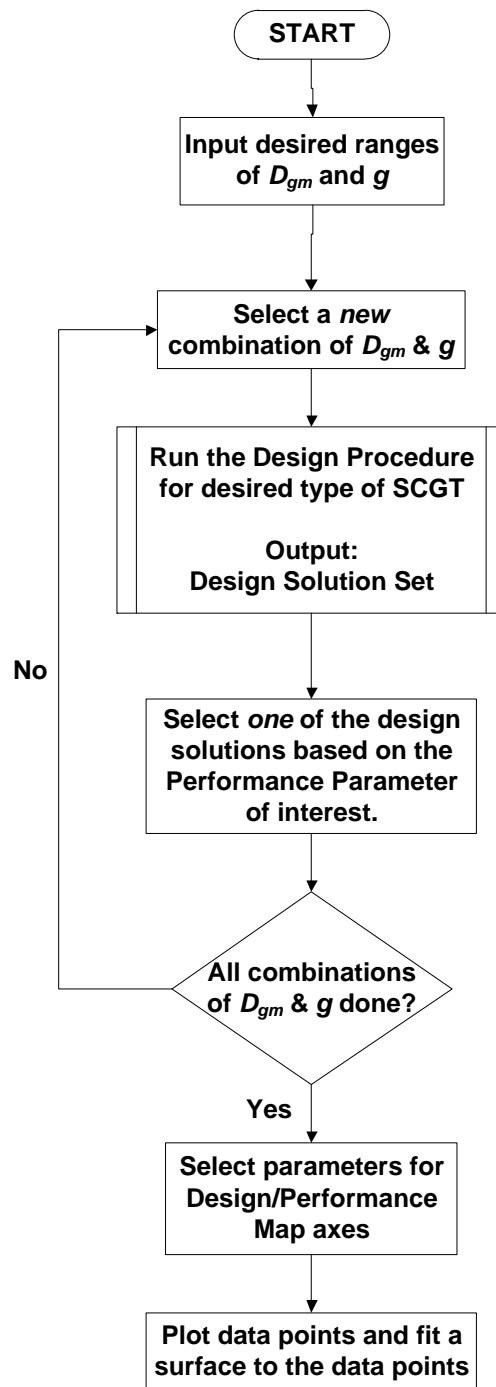 START
Input desired ranges
of Dgm and g
Select a new
combination of Dgm & g
Run the Design Procedure
for desired type of SCGT
Output:
Design Solution Set
No
Select one of the design
solutions based on the
Performance Parameter
of interest.
All combinations
of Dgm & g done?
Yes
Select parameters for
Design/Performance
Map axes
Plot data points and fit a
surface to the data points